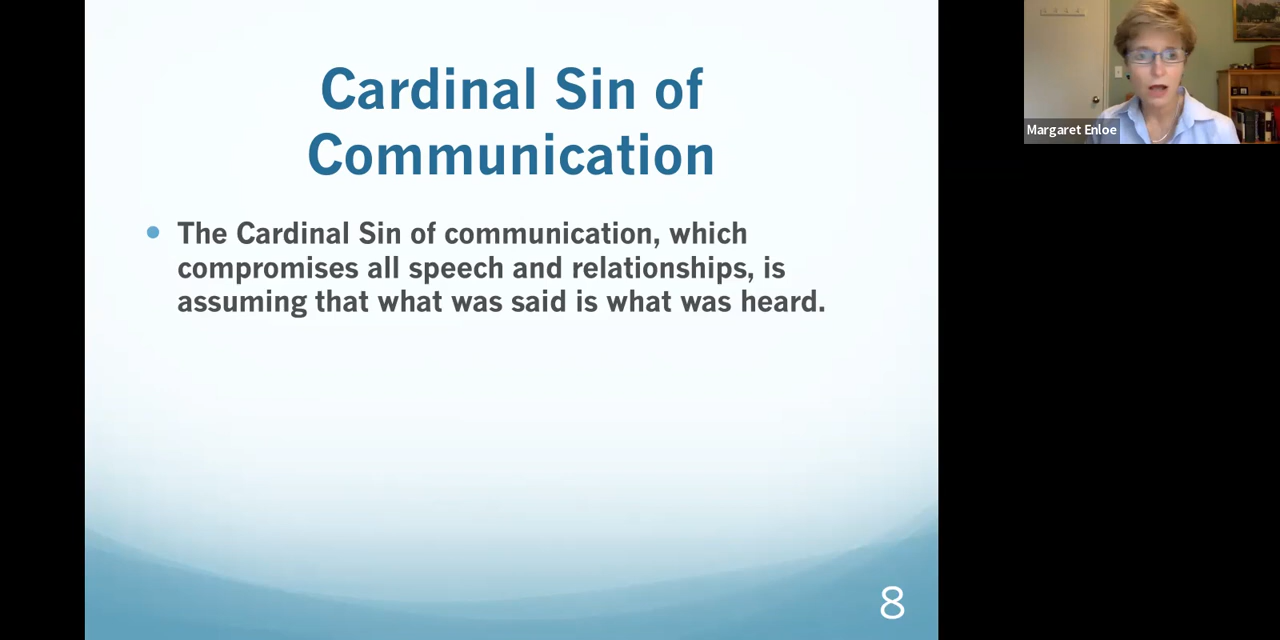 Cardinal Sin of
Communication
Margaret Enloe
• The Cardinal Sin of communication, which
compromises all speech and relationships, is
assuming that what was said is what was heard.
8